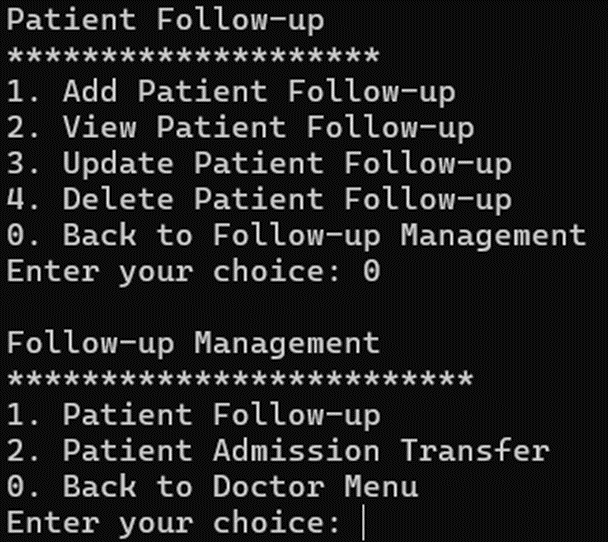 Patient Follow-up
********************
1. Add Patient Follow-up
2. View Patient Follow-up
3. Update Patient Follow-up
4. Delete Patient Follow-up
0. Back to Follow-up Management
Enter your choice: 0
Follow-up Management
*************************
1. Patient Follow-up
2. Patient Admission Transfer
0. Back to Doctor Menu
Enter your choice: